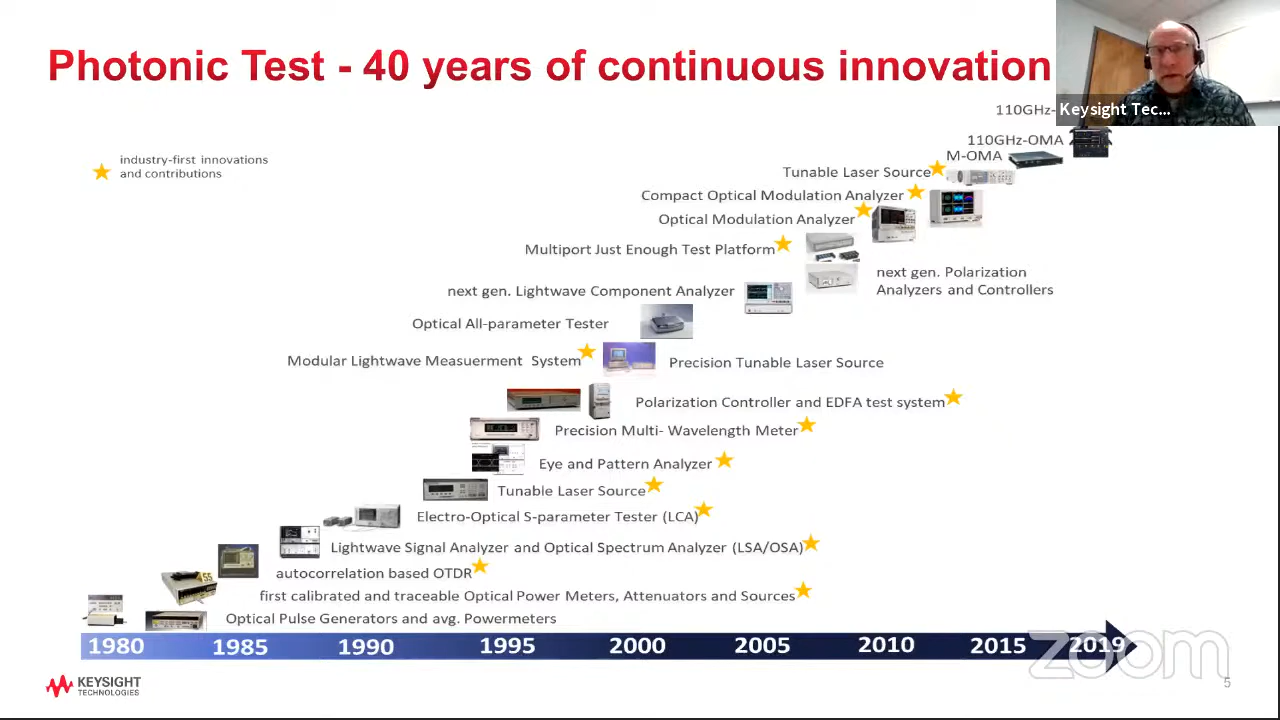 Photonic Test - 40 years of continuous innovation
Keysight Tec...
110GHz-
industry-first innovations
and contributions
110GHz-OMA
M-OMA
Tunable Laser Source
Compact Optical Modulation Analyzer
Optical Modulation Analyzer
Multiport Just Enough Test Platform
next gen. Polarization
Analyzers and Controllers
next gen. Lightwave Component Analyzer
Optical All-parameter Tester
Modular Lightwave Measuerment System
Precision Tunable Laser Source
Polarization Controller and EDFA test system
Precision Multi- Wavelength Meter
Eye and Pattern Analyzer
Tunable Laser Source
Electro-Optical S-parameter Tester (LCA)
Lightwave Signal Analyzer and Optical Spectrum Analyzer (LSA/OSA)
autocorrelation based OTDR
first calibrated and traceable Optical Power Meters, Attenuators and Sources
Optical Pulse Generators and avg. Powermeters
1980 1985 1990 1995 2000 2005 2010 2015 2019
zoom
KEYSIGHT
TECHNOLOGIES
5